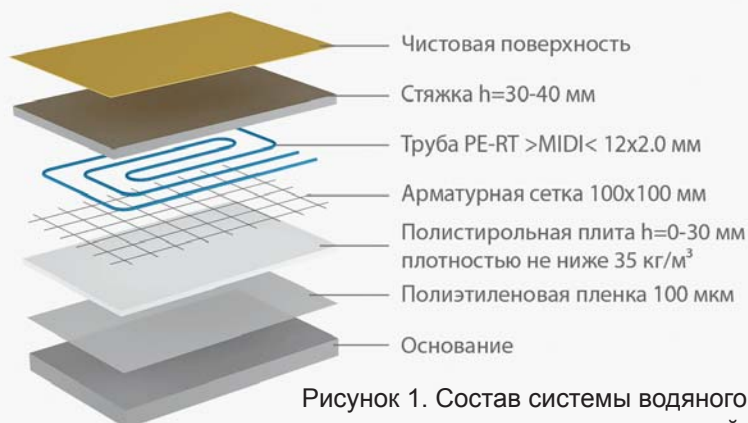 Чистовая поверхность
Стяжка h=30-40 мм
Труба PE-RT >MIDI< 12x2.0 мм
Арматурная сетка 100x100 мм
Полистирольная плита h=0-30 мм
плотностью не ниже 35 кг/м³
Полиэтиленовая пленка 100 мкм
Основание
Рисунок 1. Состав системы водяного